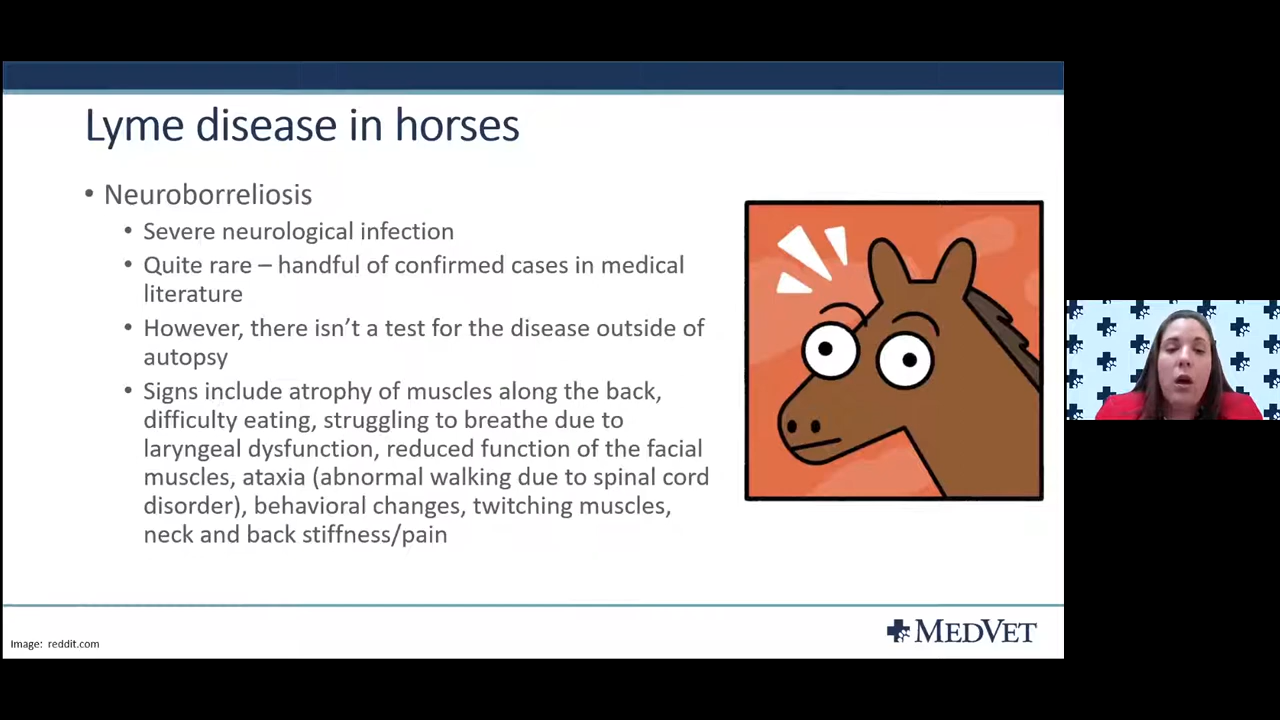 Lyme disease in horses
• Neuroborreliosis
• Severe neurological infection
• Quite rare – handful of confirmed cases in medical
literature
• However, there isn’t a test for the disease outside of
autopsy
• Signs include atrophy of muscles along the back,
difficulty eating, struggling to breathe due to
laryngeal dysfunction, reduced function of the facial
muscles, ataxia (abnormal walking due to spinal cord
disorder), behavioral changes, twitching muscles,
neck and back stiffness/pain
Image: reddit.com
MEDVET